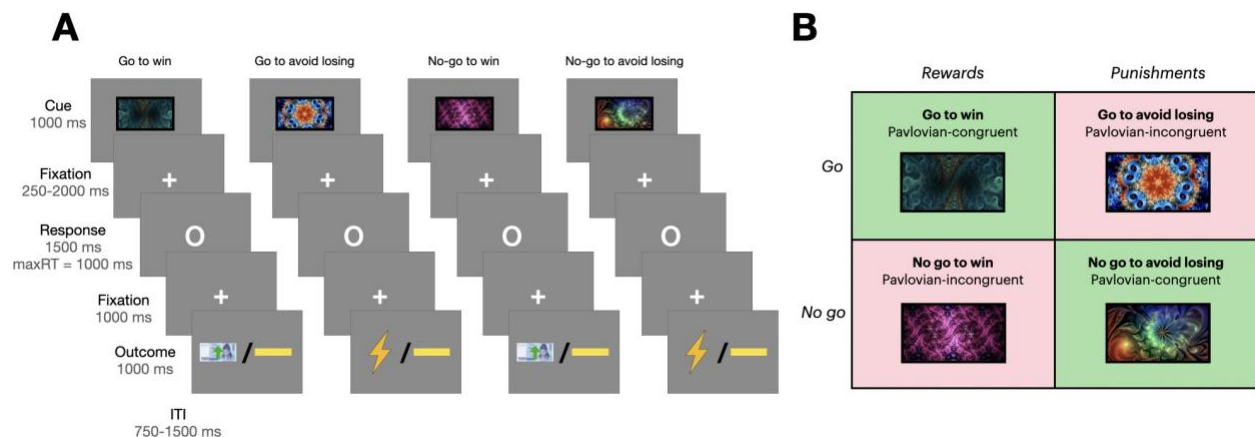 A
Go to win
Go to avoid losing
No-go to win
No-go to avoid losing
Cue
1000 ms
Fixation
250-2000 ms
+ + + +
Response
1500 ms
maxRT = 1000 ms
O O O O
Fixation
1000 ms
+ + + +
Outcome
1000 ms
/ / / /
ITI
750-1500 ms
B
Rewards
Punishments
Go
Go to win
Pavlovian-congruent
Go to avoid losing
Pavlovian-incongruent
No go
No go to win
Pavlovian-incongruent
No go to avoid losing
Pavlovian-congruent